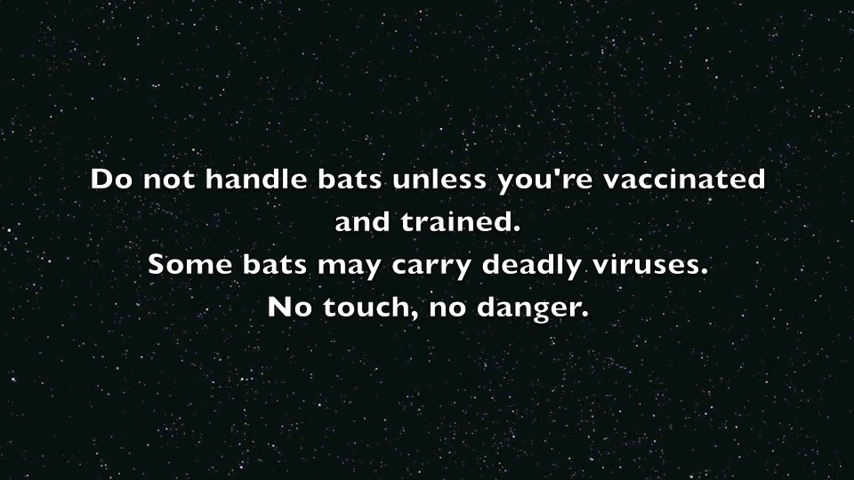 Do not handle bats unless you're vaccinated
and trained.
Some bats may carry deadly viruses.
No touch, no danger.